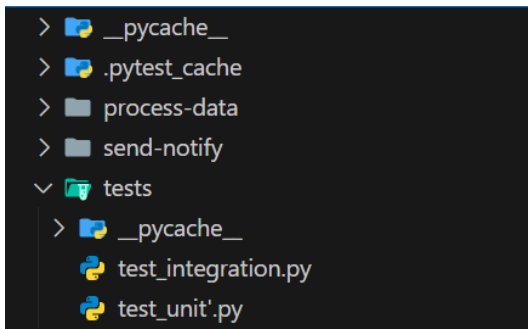 __pycache__
.pytest_cache
process-data
send-notify
tests
__pycache__
test_integration.py
test_unit'.py